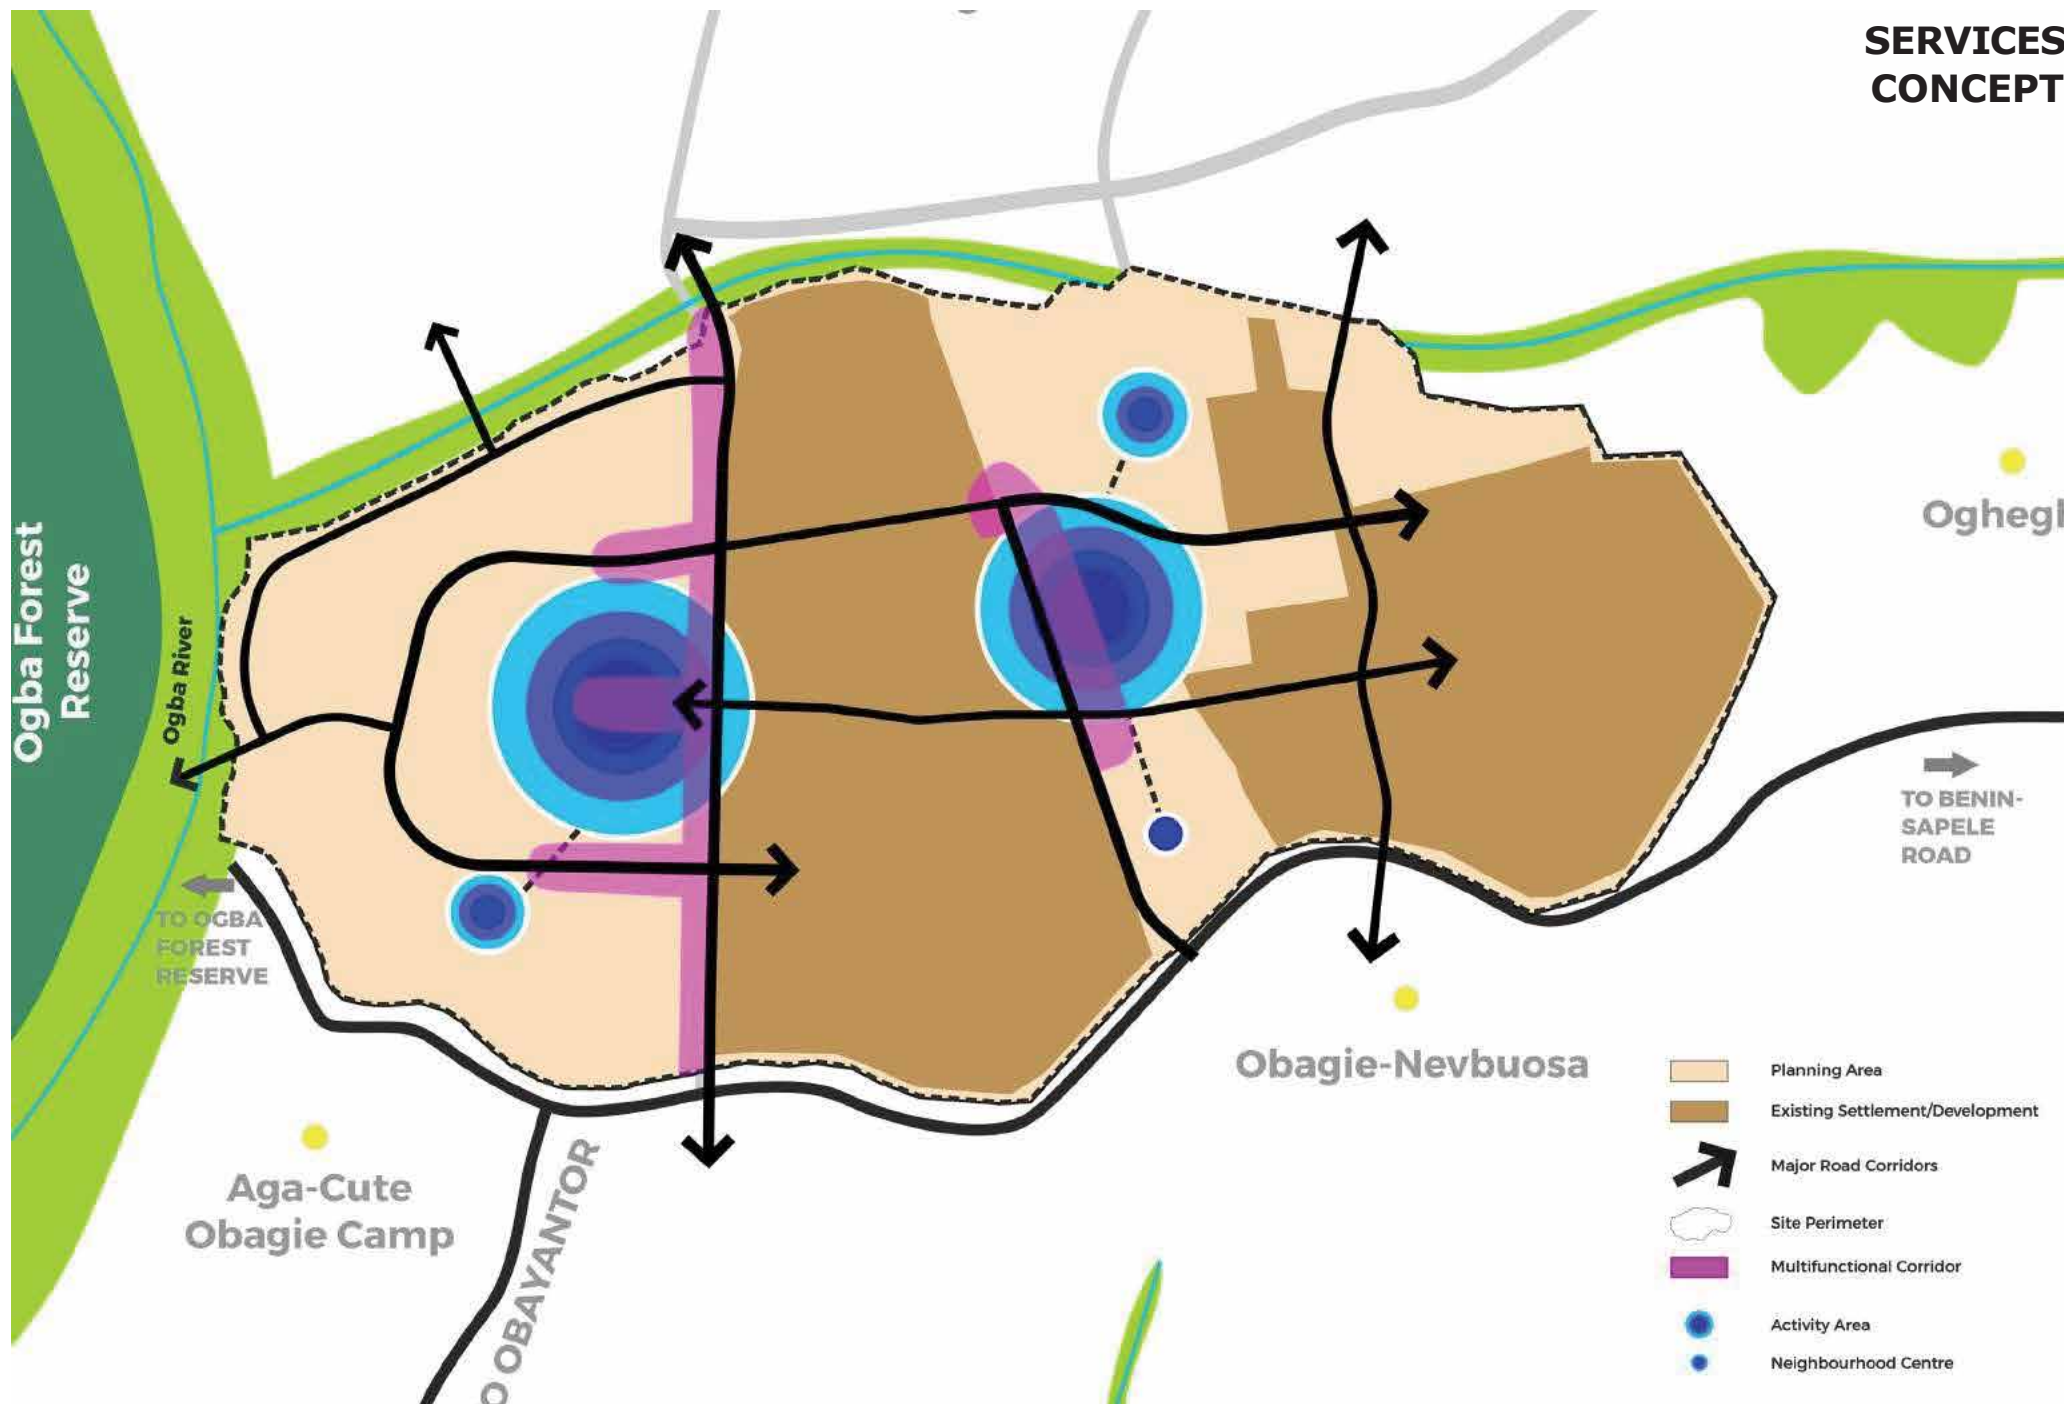 SERVICES
CONCEPT
Ogba Forest
Reserve
Ogba River
TO OGBA
FOREST
RESERVE
TO BENIN-
SAPELE
ROAD
Obagie-Nevbuosa
Aga-Cute
Obagie Camp
OBAYANTOR
Planning Area
Existing Settlement/Development
Major Road Corridors
Site Perimeter
Multifunctional Corridor
Activity Area
Neighbourhood Centre